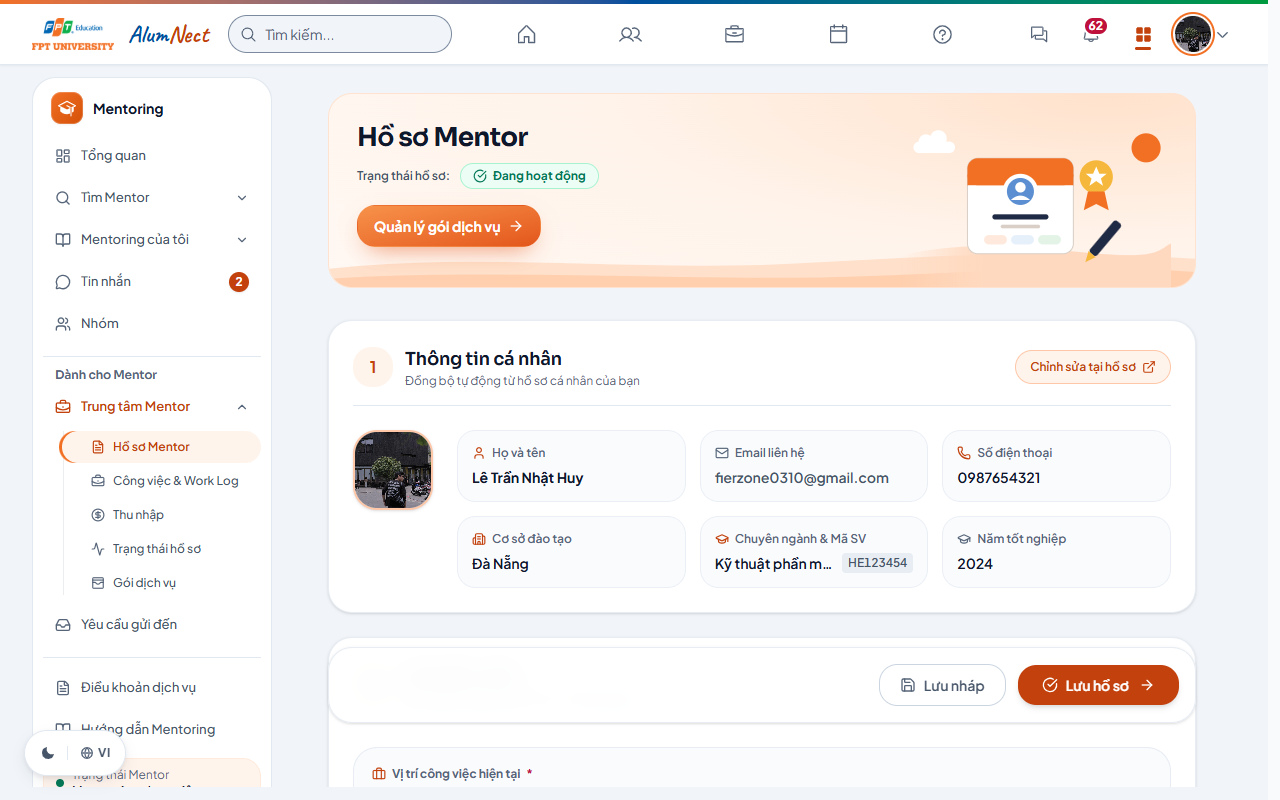 FPT Education
FPT UNIVERSITY
AlumNect
Tìm kiếm...
62
Mentoring
Tổng quan
Tìm Mentor
Mentoring của tôi
Tin nhắn
2
Nhóm
Dành cho Mentor
Trung tâm Mentor
Hồ sơ Mentor
Công việc & Work Log
Thu nhập
Trạng thái hồ sơ
Gói dịch vụ
Yêu cầu gửi đến
Điều khoản dịch vụ
Hướng dẫn Mentoring
VI
Trạng thái Mentor
Hồ sơ Mentor
Trạng thái hồ sơ:
Đang hoạt động
Quản lý gói dịch vụ
1
Thông tin cá nhân
Đồng bộ tự động từ hồ sơ cá nhân của bạn
Chỉnh sửa tại hồ sơ
Họ và tên
Lê Trần Nhật Huy
Email liên hệ
fierzone0310@gmail.com
Số điện thoại
0987654321
Cơ sở đào tạo
Đà Nẵng
Chuyên ngành & Mã SV
Kỹ thuật phần m...
HE123454
Năm tốt nghiệp
2024
Lưu nháp
Lưu hồ sơ
Vị trí công việc hiện tại *